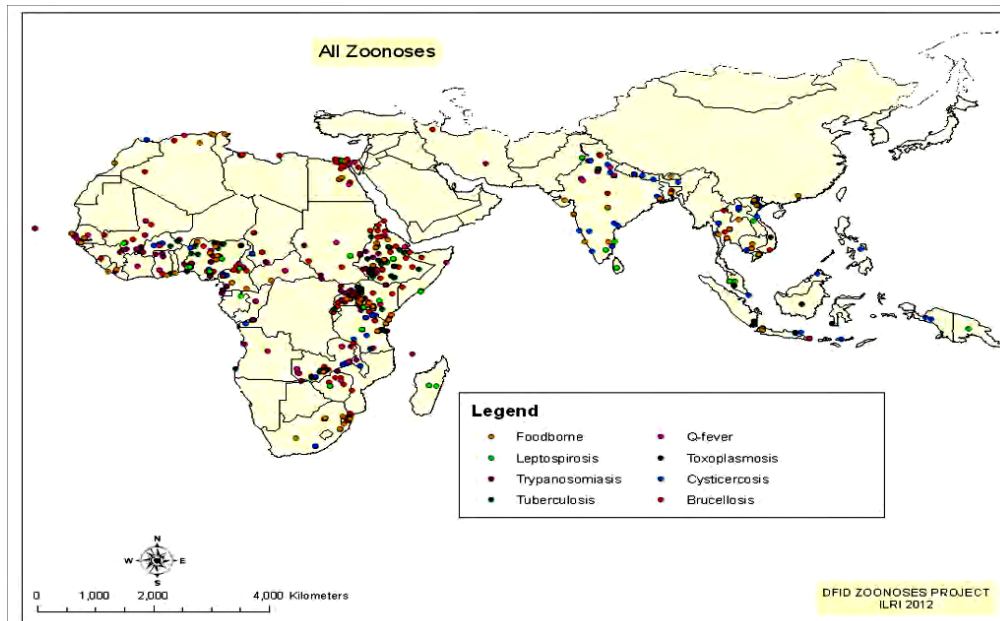 All Zoonoses
Legend
Foodborne
Leptospirosis
Trypanosomiasis
Tuberculosis
Q-fever
Toxoplasmosis
Cysticercosis
Brucellosis
N
W
E
S
0 1,000 2,000 4,000 Kilometers
DFID ZOONOSES PROJECT
ILRI 2012